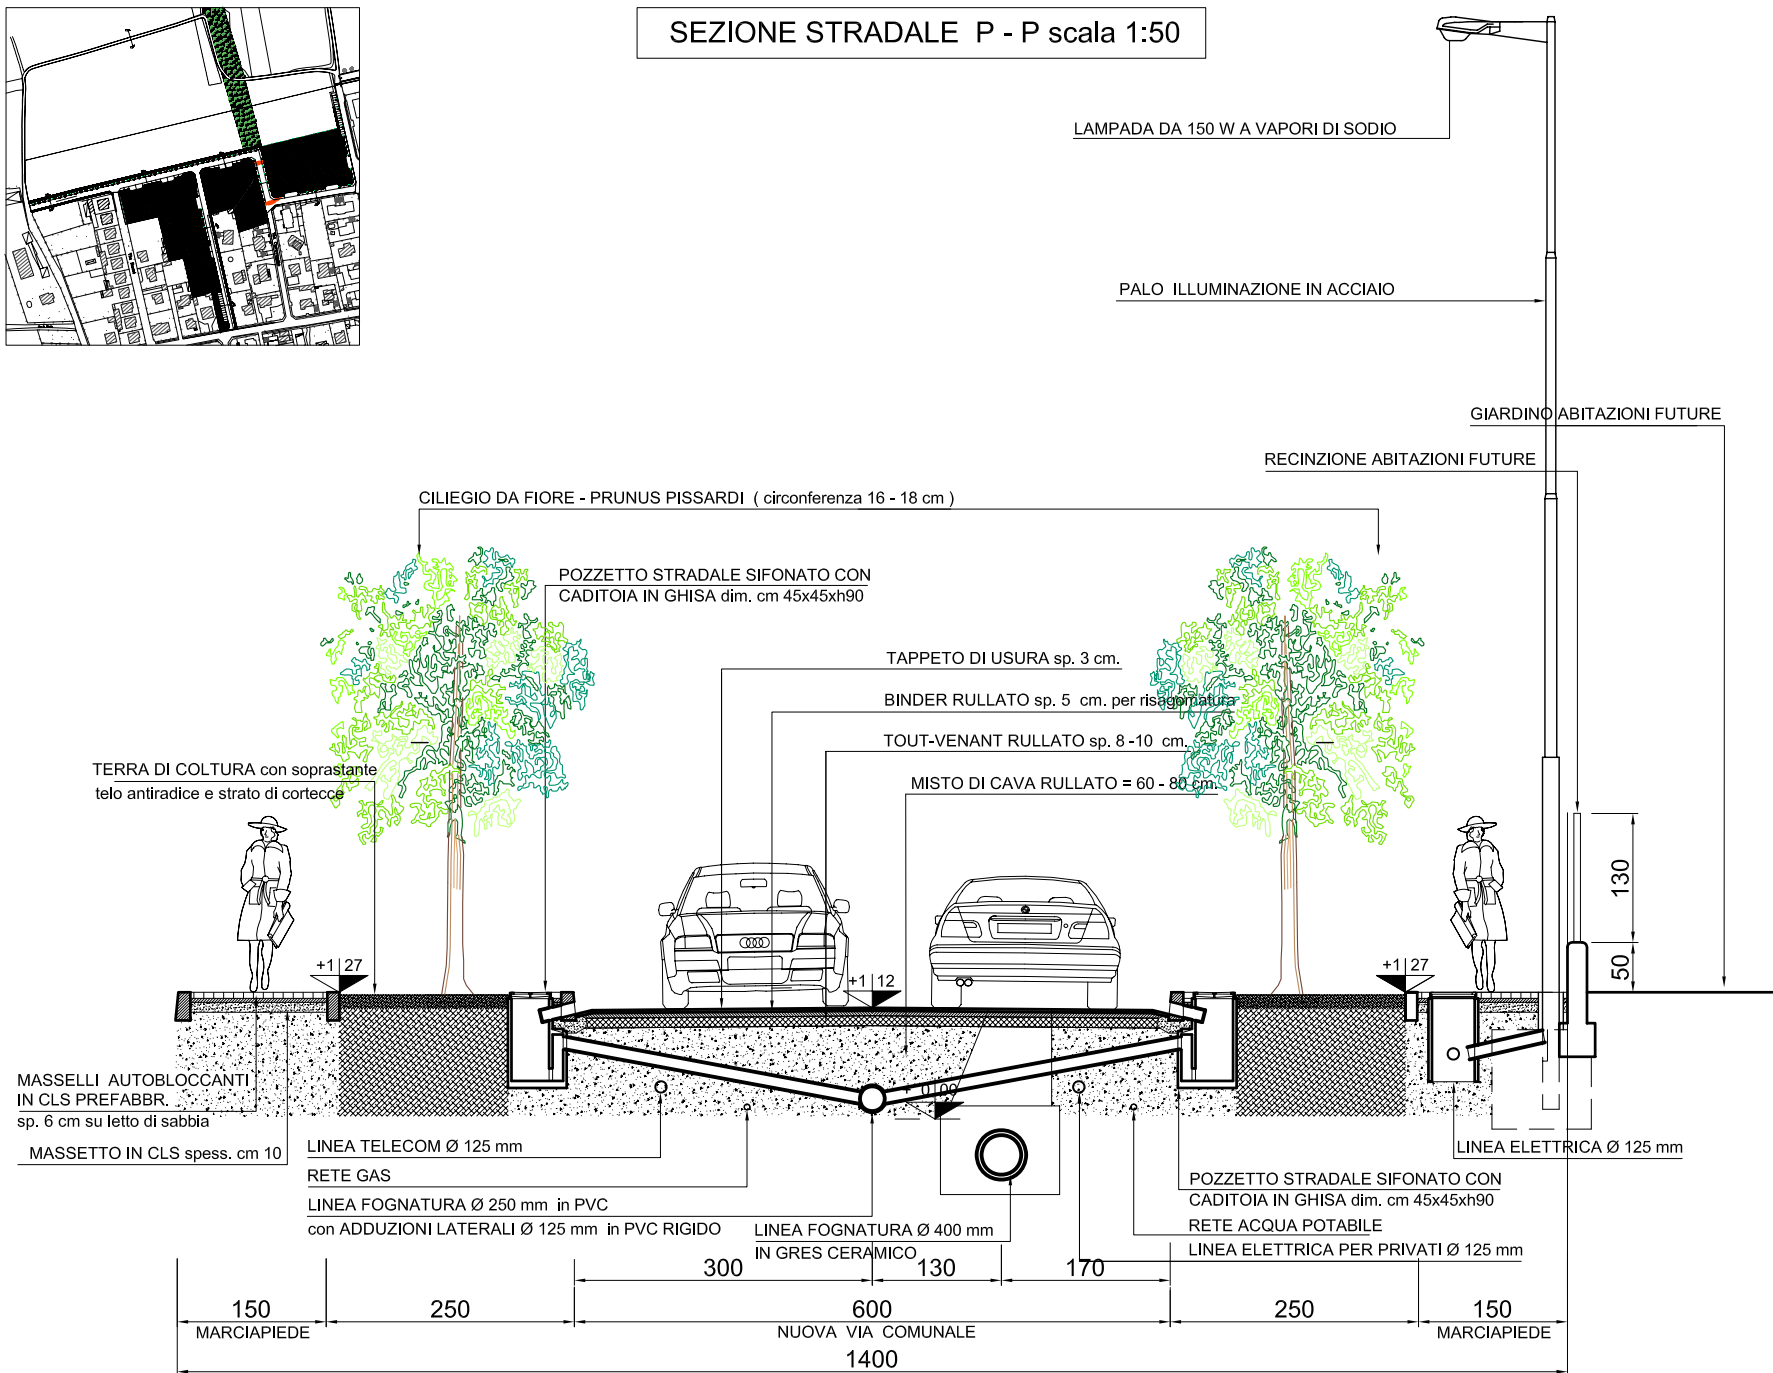 SEZIONE STRADALE P - P scala 1:50
LAMPADA DA 150 W A VAPORI DI SODIO
PALO ILLUMINAZIONE IN ACCIAIO
GIARDINO ABITAZIONI FUTURE
RECINZIONE ABITAZIONI FUTURE
CILIEGIO DA FIORE - PRUNUS PISSARDI ( circonferenza 16 - 18 cm )
POZZETTO STRADALE SIFONATO CON
CADITOIA IN GHISA dim. cm 45x45xh90
TAPPETO DI USURA sp. 3 cm.
BINDER RULLATO sp. 5 cm. per risagomatura
TOUT-VENANT RULLATO sp. 8 -10 cm.
MISTO DI CAVA RULLATO = 60 - 80 cm.
TERRA DI COLTURA con soprastante
telo antiradice e strato di cortecce
130
50
+1 27
+1 12
+1 27
+ 0,00
MASSELLI AUTOBLOCCANTI
IN CLS PREFABBR.
sp. 6 cm su letto di sabbia
MASSETTO IN CLS spess. cm 10
LINEA TELECOM Ø 125 mm
RETE GAS
LINEA FOGNATURA Ø 250 mm in PVC
con ADDUZIONI LATERALI Ø 125 mm in PVC RIGIDO
LINEA FOGNATURA Ø 400 mm
IN GRES CERAMICO
LINEA ELETTRICA Ø 125 mm
POZZETTO STRADALE SIFONATO CON
CADITOIA IN GHISA dim. cm 45x45xh90
RETE ACQUA POTABILE
LINEA ELETTRICA PER PRIVATI Ø 125 mm
300 130 170
150 250 600 250 150
MARCIAPIEDE NUOVA VIA COMUNALE MARCIAPIEDE
1400